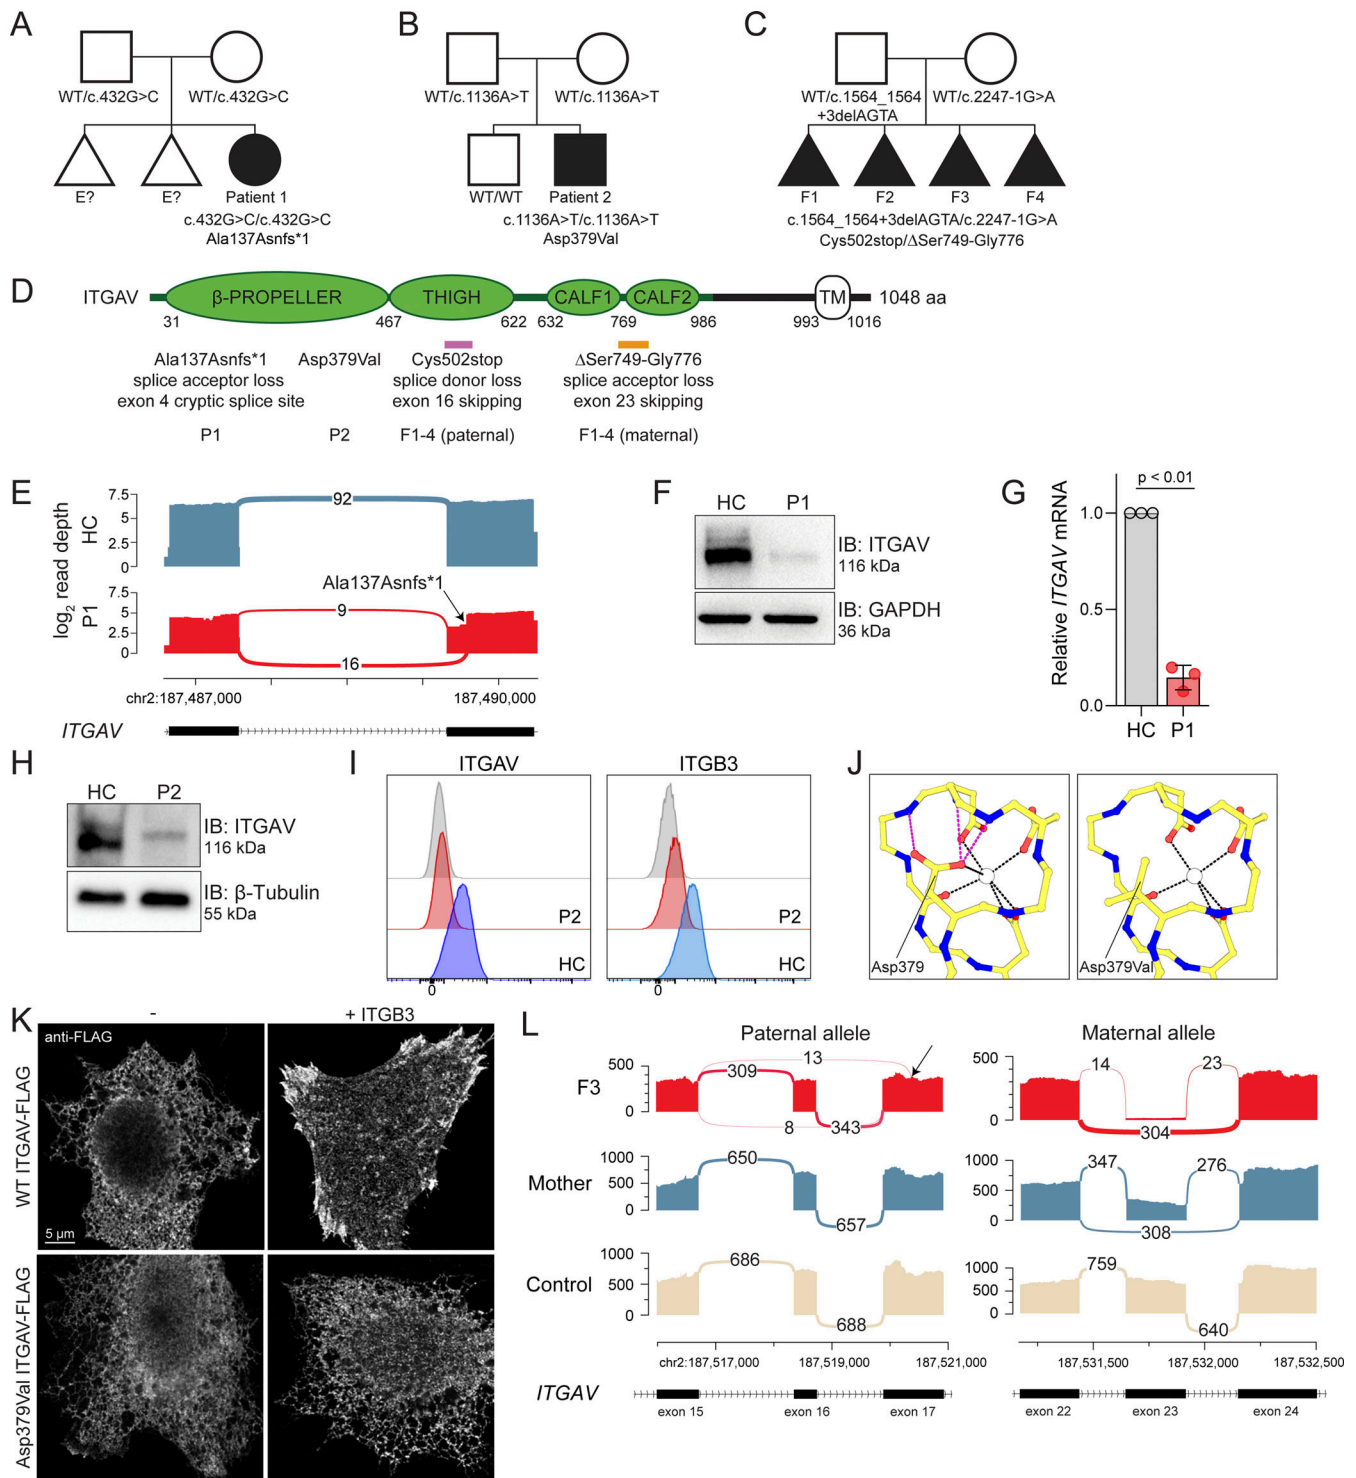 A
WT/c.432G>C
WT/c.432G>C
E?
E?
Patient 1
c.432G>C/c.432G>C
Ala137Asnfs*1
B
WT/c.1136A>T
WT/c.1136A>T
WT/WT
Patient 2
c.1136A>T/c.1136A>T
Asp379Val
C
WT/c.1564_1564
+3delAGTA
WT/c.2247-1G>A
F1
F2
F3
F4
c.1564_1564+3delAGTA/c.2247-1G>A
Cys502stop/ΔSer749-Gly776
D
ITGAV
β-PROPELLER
THIGH
CALF1
CALF2
TM
1048 aa
31
467
622
632
769
986
993
1016
Ala137Asnfs*1
splice acceptor loss
exon 4 cryptic splice site
P1
Asp379Val
P2
Cys502stop
splice donor loss
exon 16 skipping
F1-4 (paternal)
ΔSer749-Gly776
splice acceptor loss
exon 23 skipping
F1-4 (maternal)
E
log2 read depth
HC
7.5
5
2.5
0
92
P1
7.5
5
2.5
0
Ala137Asnfs*1
9
16
chr2:187,487,000
187,490,000
ITGAV
F
HC
P1
IB: ITGAV
116 kDa
IB: GAPDH
36 kDa
G
p < 0.01
Relative ITGAV mRNA
1.0
0.5
0.0
HC
P1
H
HC
P2
IB: ITGAV
116 kDa
IB: β-Tubulin
55 kDa
I
ITGAV
P2
HC
0
ITGB3
P2
HC
0
J
Asp379
Asp379Val
K
-
+ ITGB3
WT ITGAV-FLAG
anti-FLAG
5 µm
Asp379Val ITGAV-FLAG
L
Paternal allele
Maternal allele
F3
500
0
13
309
8
343
500
0
14
23
304
Mother
1000
500
0
650
657
1000
500
0
347
276
308
Control
1000
500
0
686
688
1000
500
0
759
640
chr2:187,517,000
187,519,000
187,521,000
187,531,500
187,532,000
187,532,500
ITGAV
exon 15
exon 16
exon 17
exon 22
exon 23
exon 24